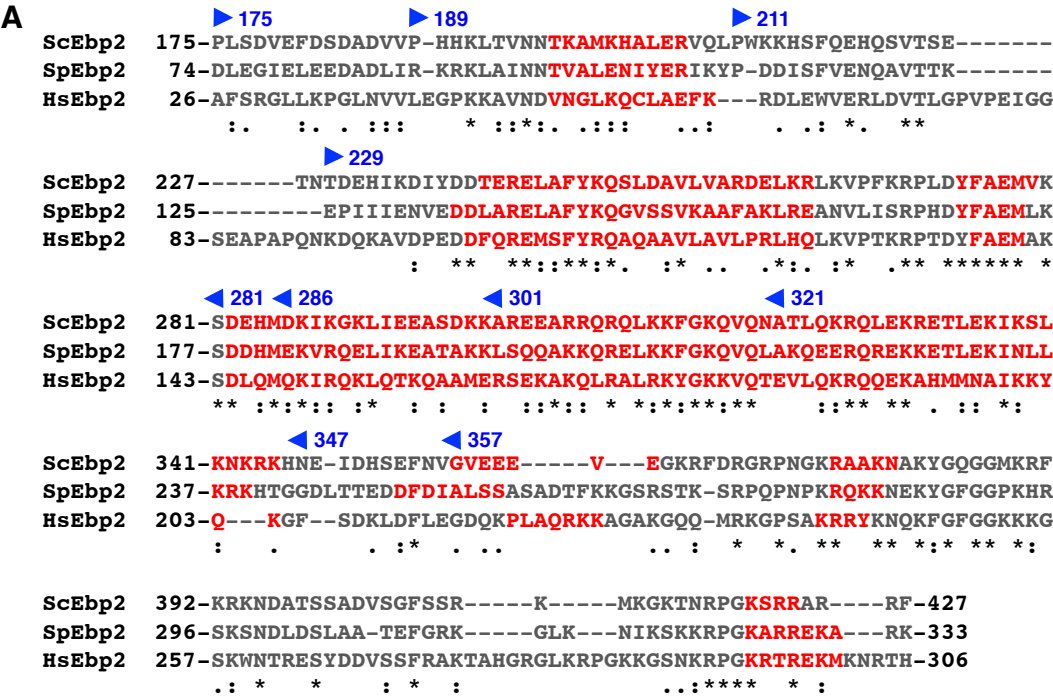 A
▶ 175 ▶ 189 ▶ 211
ScEbp2 175-PLSDVEFDSDADVVP-HHKLTVNNTKAMKHALERVQLPWKKHSFQEHQSVTSE-------
SpEbp2 74-DLEGIELEEDADLIR-KRKLAINNTVALENIYERIKYP-DDISFVENQAVTTK-------
HsEbp2 26-AFSRGLLKPGLNVVLEGPKKAVNDVNGLKQCLAEFK---RDLEWVERLDVTLGPVPEIGG
:. :. . ::: * ::*:. .::: ..: . .: *. **
▶ 229
ScEbp2 227-------TNTDEHIKDIYDDTERELAFYKQSLDAVLVARDELKRLKVPFKRPLDYFAEMVK
SpEbp2 125---------EPIIIENVEDDLARELAFYKQGVSSVKAAFAKLREANVLISRPHDYFAEMLK
HsEbp2 83-SEAPAPQNKDQKAVDPEDDFQREMSFYRQAQAAVLAVLPRLHQLKVPTKRPTDYFAEMAK
: ** **::**:*. :* .. .*:. :* .** ****** *
◀ 281 ◀ 286 ◀ 301 ◀ 321
ScEbp2 281-SDEHMDKIKGKLIEEASDKKAREEARRQRQLKKFGKQVQNATLQKRQLEKRETLEKIKSL
SpEbp2 177-SDDHMEKVRQELIKEATAKKLSQQAKKQRELKKFGKQVQLAKQEERQREKKETLEKINLL
HsEbp2 143-SDLQMQKIRQKLQTKQAAMERSEKAKQLRALRKYGKKVQTEVLQKRQQEKAHMMNAIKKY
** :*:*:: :* : : : ::*:: * *:**:**:** ::** ** . :: *:
◀ 347 ◀ 357
ScEbp2 341-KNKRKHNE-IDHSEFNVGVEEE-----V---EGKRFDRGRPNGKRAAKNAKYGQGGMKRF
SpEbp2 237-KRKHTGGDLTTEDDFDIALSSASADTFKKGSRSTK-SRPQPNPKRQKKNEKYGFGGPKHR
HsEbp2 203-Q---KGF--SDKLDFLEGDQKPLAQRKKAGAKGQQ-MRKGPSAKRRYKNQKFGFGGKKKG
: . . :* . .. .. : * *. ** ** *:* ** *:
ScEbp2 392-KRKNDATSSADVSGFSSR-----K----MKGKTNRPGKSRRAR----RF-427
SpEbp2 296-SKSNDLDSLAA-TEFGRK-----GLK---NIKSKKRPGKARREKA---RK-333
HsEbp2 257-SKWNTRESYDDVSSFRAKTAHGRGLKRPGKKGSNKRPGKRTREKMKNRTH-306
.: * * : * : ..:**** * :